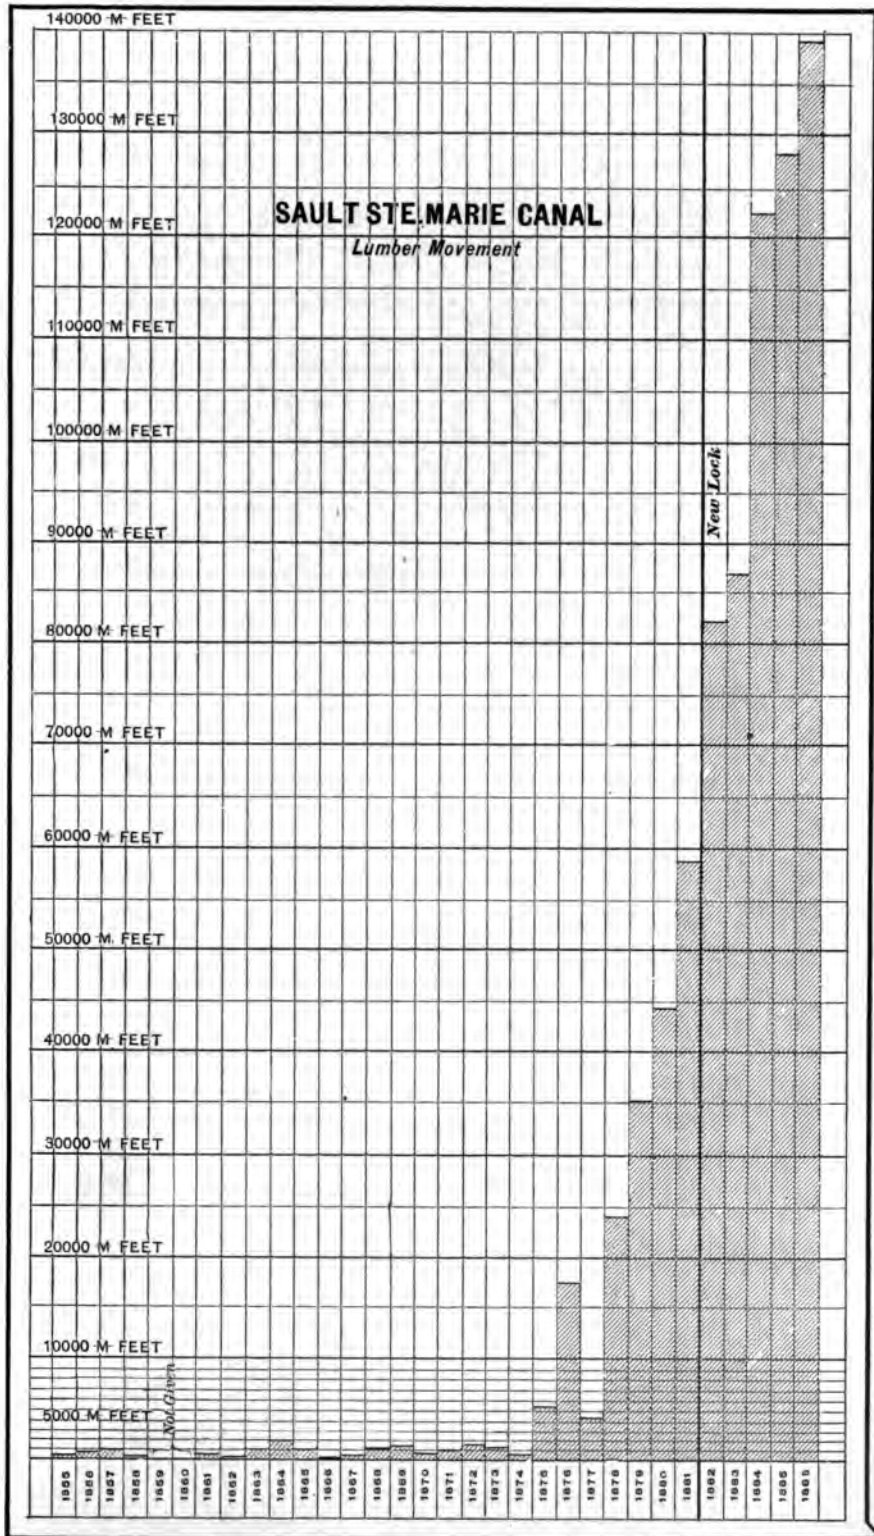 140000 M FEET
130000 M FEET
SAULT STE. MARIE CANAL
120000 M FEET
Lumber Movement
110000 M FEET
100000 M FEET
New Lock
90000 M FEET
80000 M FEET
70000 M FEET
60000 M FEET
50000 M FEET
40000 M FEET
30000 M FEET
20000 M FEET
10000 M FEET
Not Given
5000 M FEET
1855 1866 1857 1858 1859 1860 1861 1862 1863 1864 1865 1866 1867 1868 1869 1870 1871 1872 1873 1874 1875 1876 1877 1878 1879 1880 1881 1882 1883 1884 1885 1886